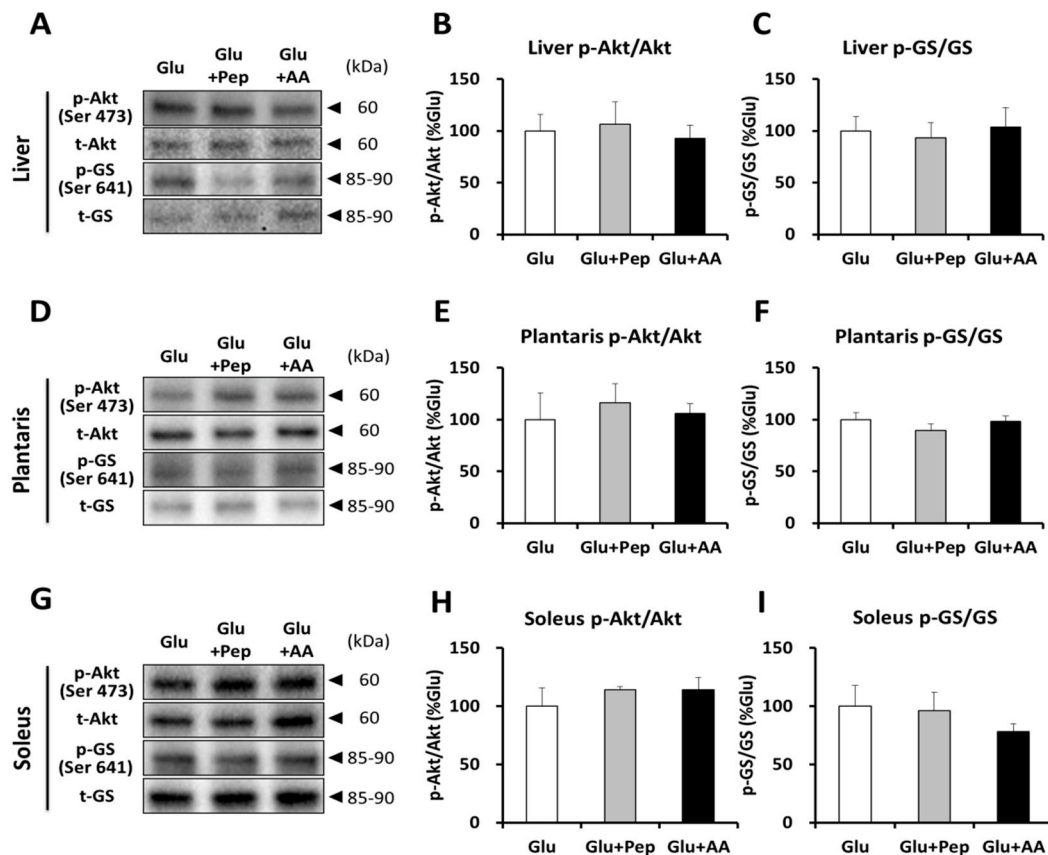 A
Glu
Glu
+Pep
Glu
+AA
(kDa)
Liver
p-Akt
(Ser 473)
60
t-Akt
60
p-GS
(Ser 641)
85-90
t-GS
85-90
B
Liver p-Akt/Akt
p-Akt/Akt (%Glu)
150
100
50
0
Glu Glu+Pep Glu+AA
C
Liver p-GS/GS
p-GS/GS (%Glu)
150
100
50
0
Glu Glu+Pep Glu+AA
D
Glu
Glu
+Pep
Glu
+AA
(kDa)
Plantaris
p-Akt
(Ser 473)
60
t-Akt
60
p-GS
(Ser 641)
85-90
t-GS
85-90
E
Plantaris p-Akt/Akt
p-Akt/Akt (%Glu)
150
100
50
0
Glu Glu+Pep Glu+AA
F
Plantaris p-GS/GS
p-GS/GS (%Glu)
150
100
50
0
Glu Glu+Pep Glu+AA
G
Glu
Glu
+Pep
Glu
+AA
(kDa)
Soleus
p-Akt
(Ser 473)
60
t-Akt
60
p-GS
(Ser 641)
85-90
t-GS
85-90
H
Soleus p-Akt/Akt
p-Akt/Akt (%Glu)
150
100
50
0
Glu Glu+Pep Glu+AA
I
Soleus p-GS/GS
p-GS/GS (%Glu)
150
100
50
0
Glu Glu+Pep Glu+AA